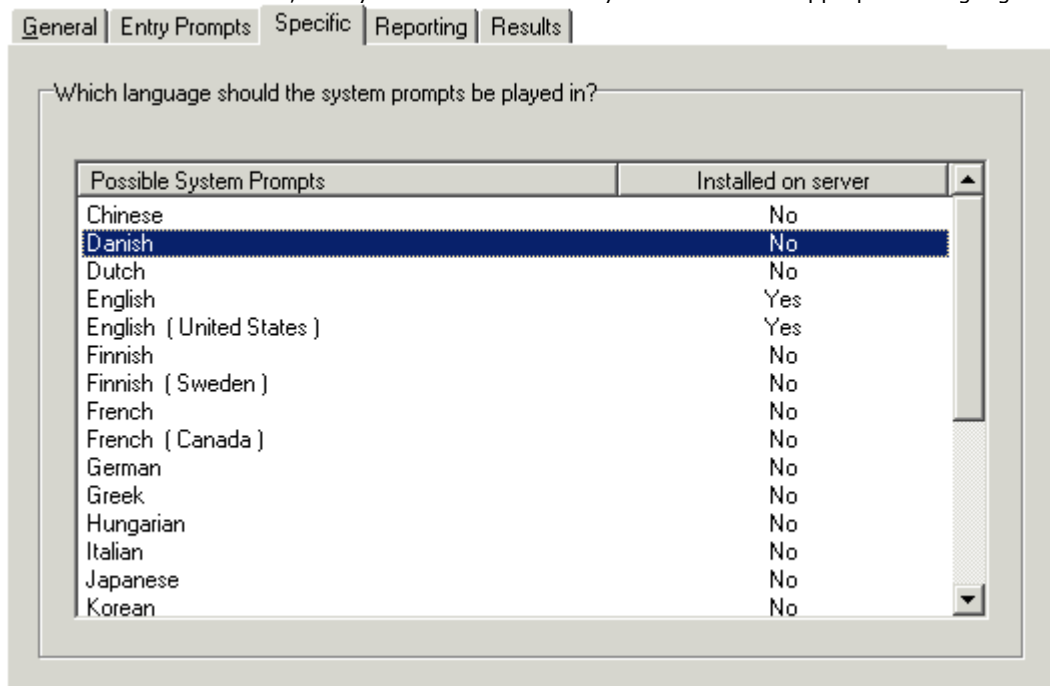 General Entry Prompts Specific Reporting Results
Which language should the system prompts be played in?
Possible System Prompts Installed on server
Chinese No
Danish No
Dutch No
English Yes
English ( United States ) Yes
Finnish No
Finnish ( Sweden ) No
French No
French ( Canada ) No
German No
Greek No
Hungarian No
Italian No
Japanese No
Korean No